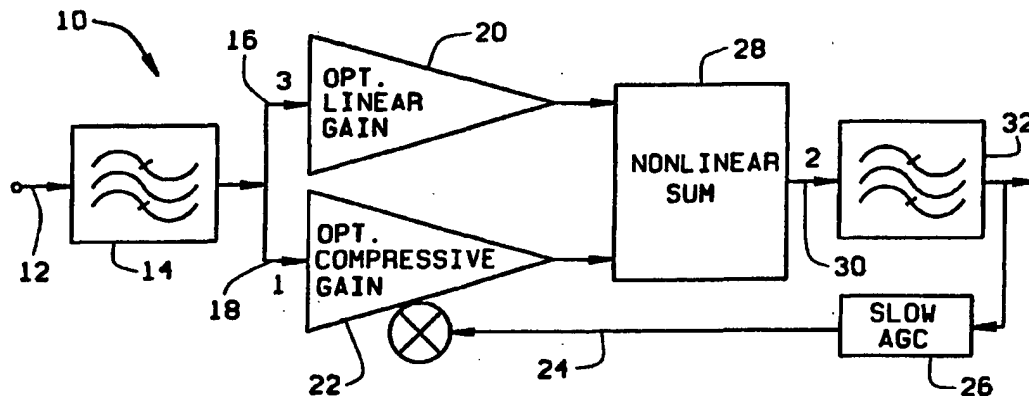 10
16
20
28
3
OPT.
LINEAR
GAIN
NONLINEAR
SUM
2
32
12
14
18
1
OPT.
COMPRESSIVE
GAIN
22
24
30
SLOW
AGC
26